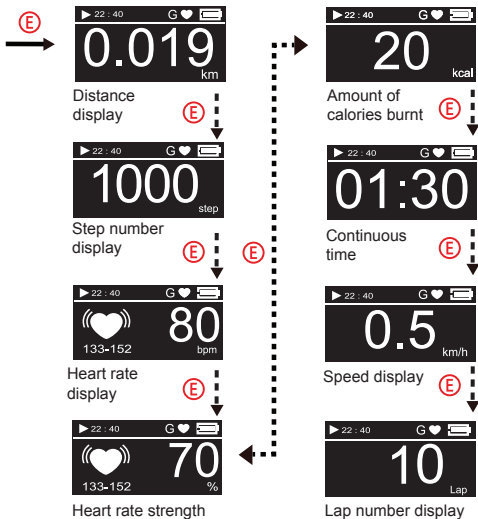 E
22 : 40 G
0.019
km
Distance
display
E
22 : 40 G
1000
step
Step number
display
E
22 : 40 G
80
133-152
bpm
Heart rate
display
E
22 : 40 G
70
133-152
%
Heart rate strength
E
22 : 40 G
20
kcal
Amount of
calories burnt
E
22 : 40 G
01:30
Continuous
time
E
22 : 40 G
0.5
km/h
Speed display
E
22 : 40 G
10
Lap
Lap number display